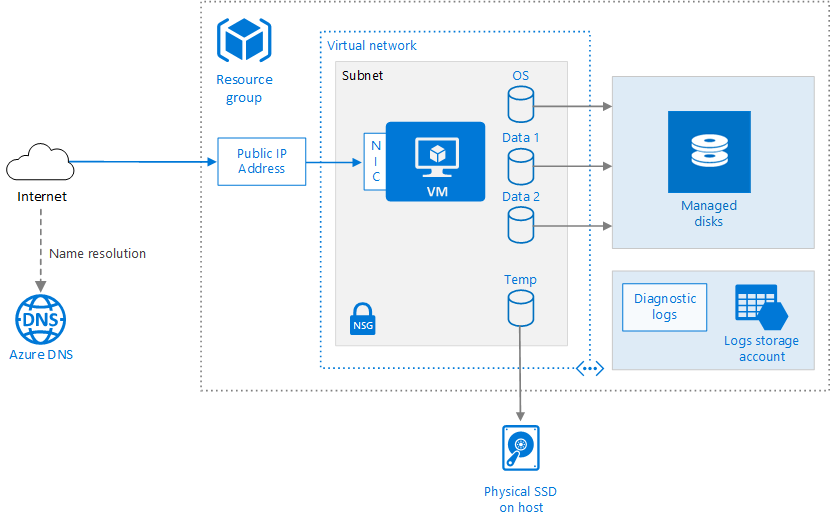 Resource
group
Virtual network
Subnet
OS
Data 1
Data 2
Temp
Internet
Public IP
Address
N
I
C
VM
Managed
disks
Name resolution
DNS
Azure DNS
NSG
Diagnostic
logs
Logs storage
account
Physical SSD
on host